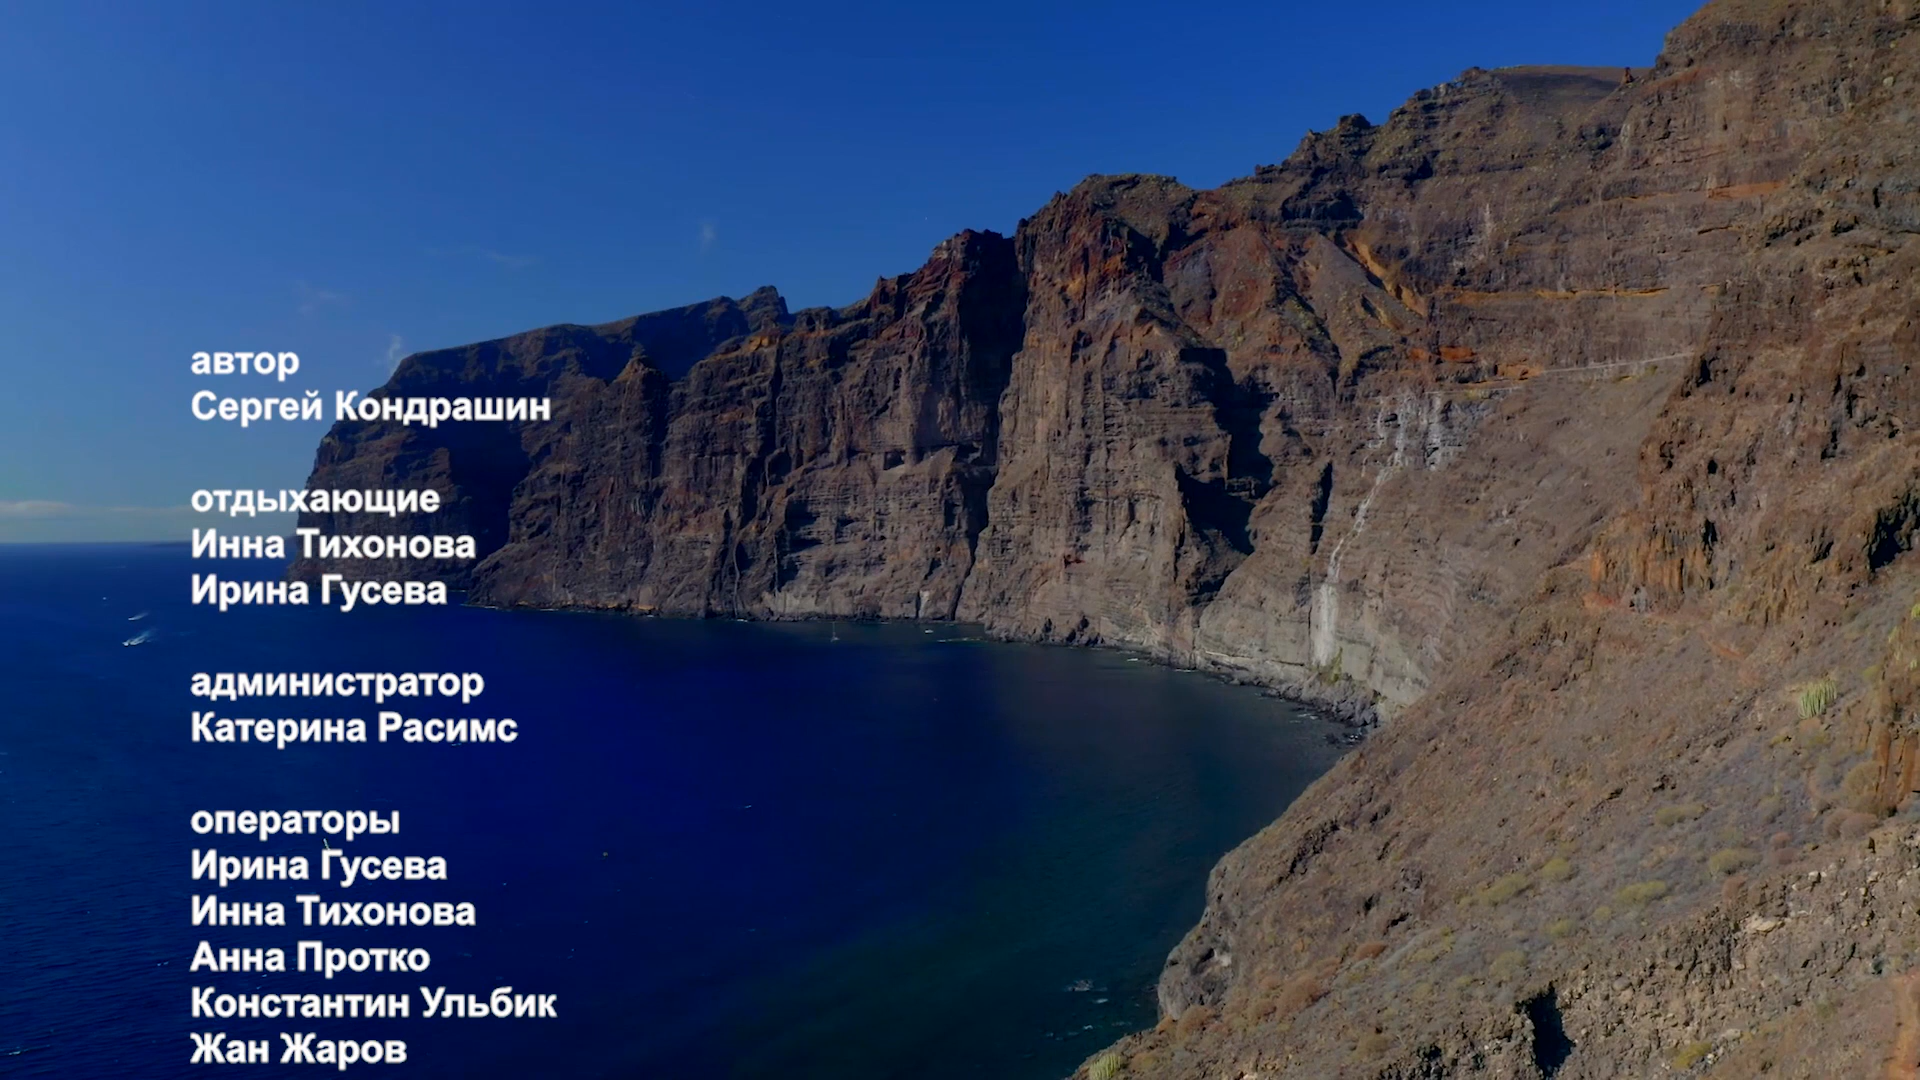 автор
Сергей Кондрашин
отдыхающие
Инна Тихонова
Ирина Гусева
администратор
Катерина Расимс
операторы
Ирина Гусева
Инна Тихонова
Анна Протко
Константин Ульбик
Жан Жаров